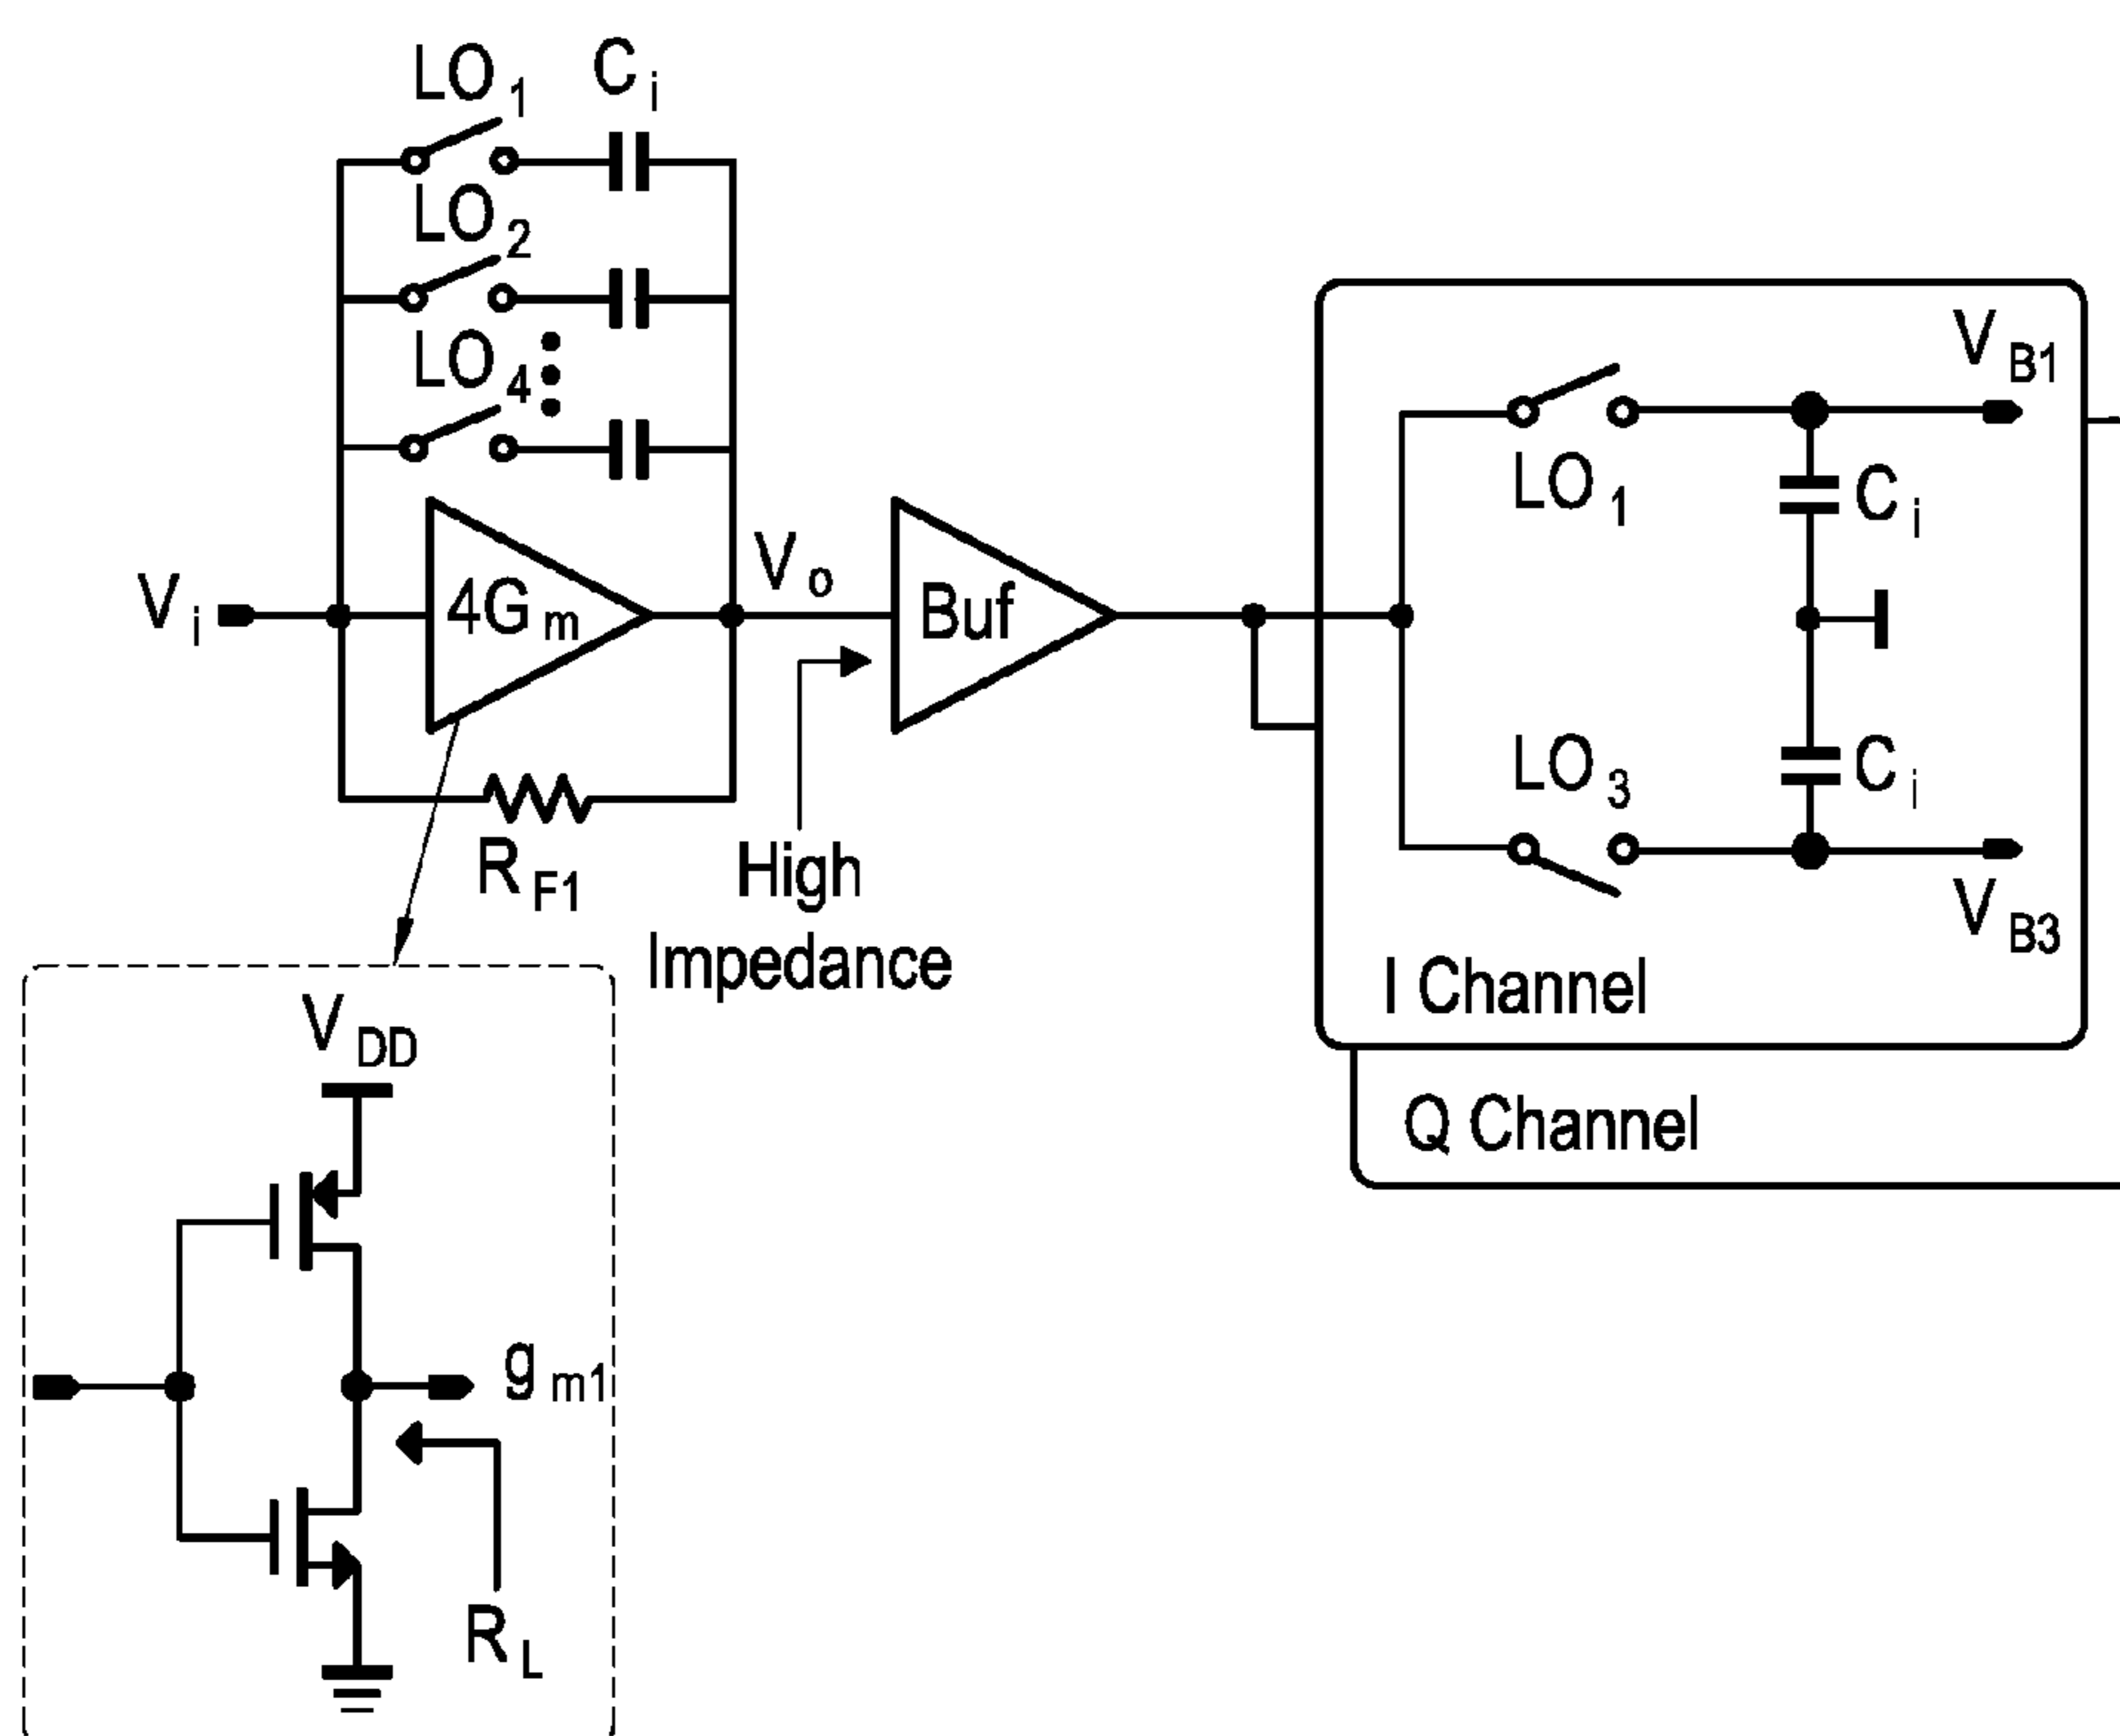 LO1 Ci
LO2
LO4
Vi
4Gm
Vo
Buf
RF1
High
Impedance
LO1
Ci
VB1
LO3
Ci
VB3
I Channel
Q Channel
VDD
gm1
RL